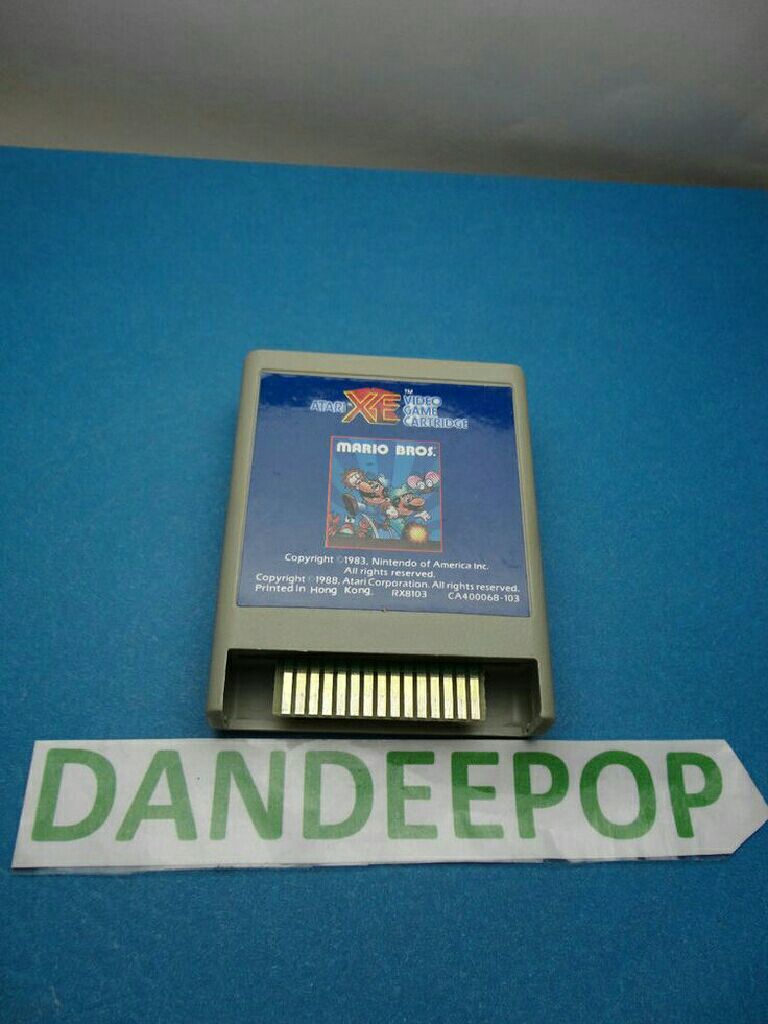 ATARI XE™ VIDEO
GAME
CARTRIDGE
MARIO BROS.
Copyright ©1983, Nintendo of America Inc.
All rights reserved.
Copyright © 1988, Atari Corporation. All rights reserved.
Printed in Hong Kong. RX8103 CA400068-103
DANDEEPOP